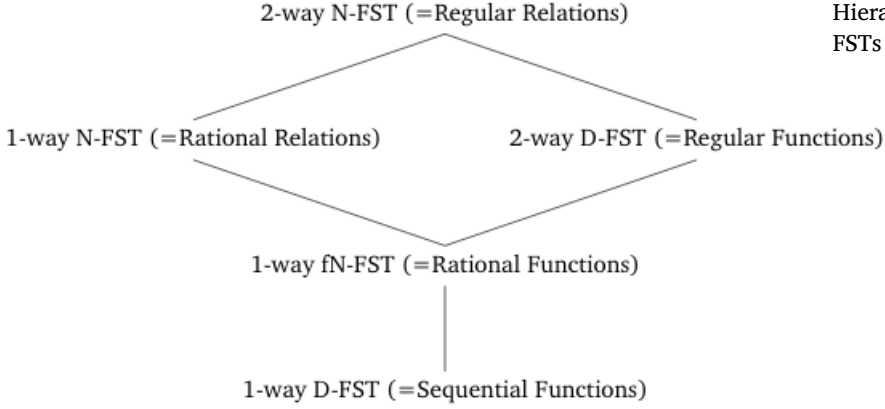 2-way N-FST (=Regular Relations)
FSTs
1-way N-FST (=Rational Relations)
2-way D-FST (=Regular Functions)
1-way fN-FST (=Rational Functions)
1-way D-FST (=Sequential Functions)